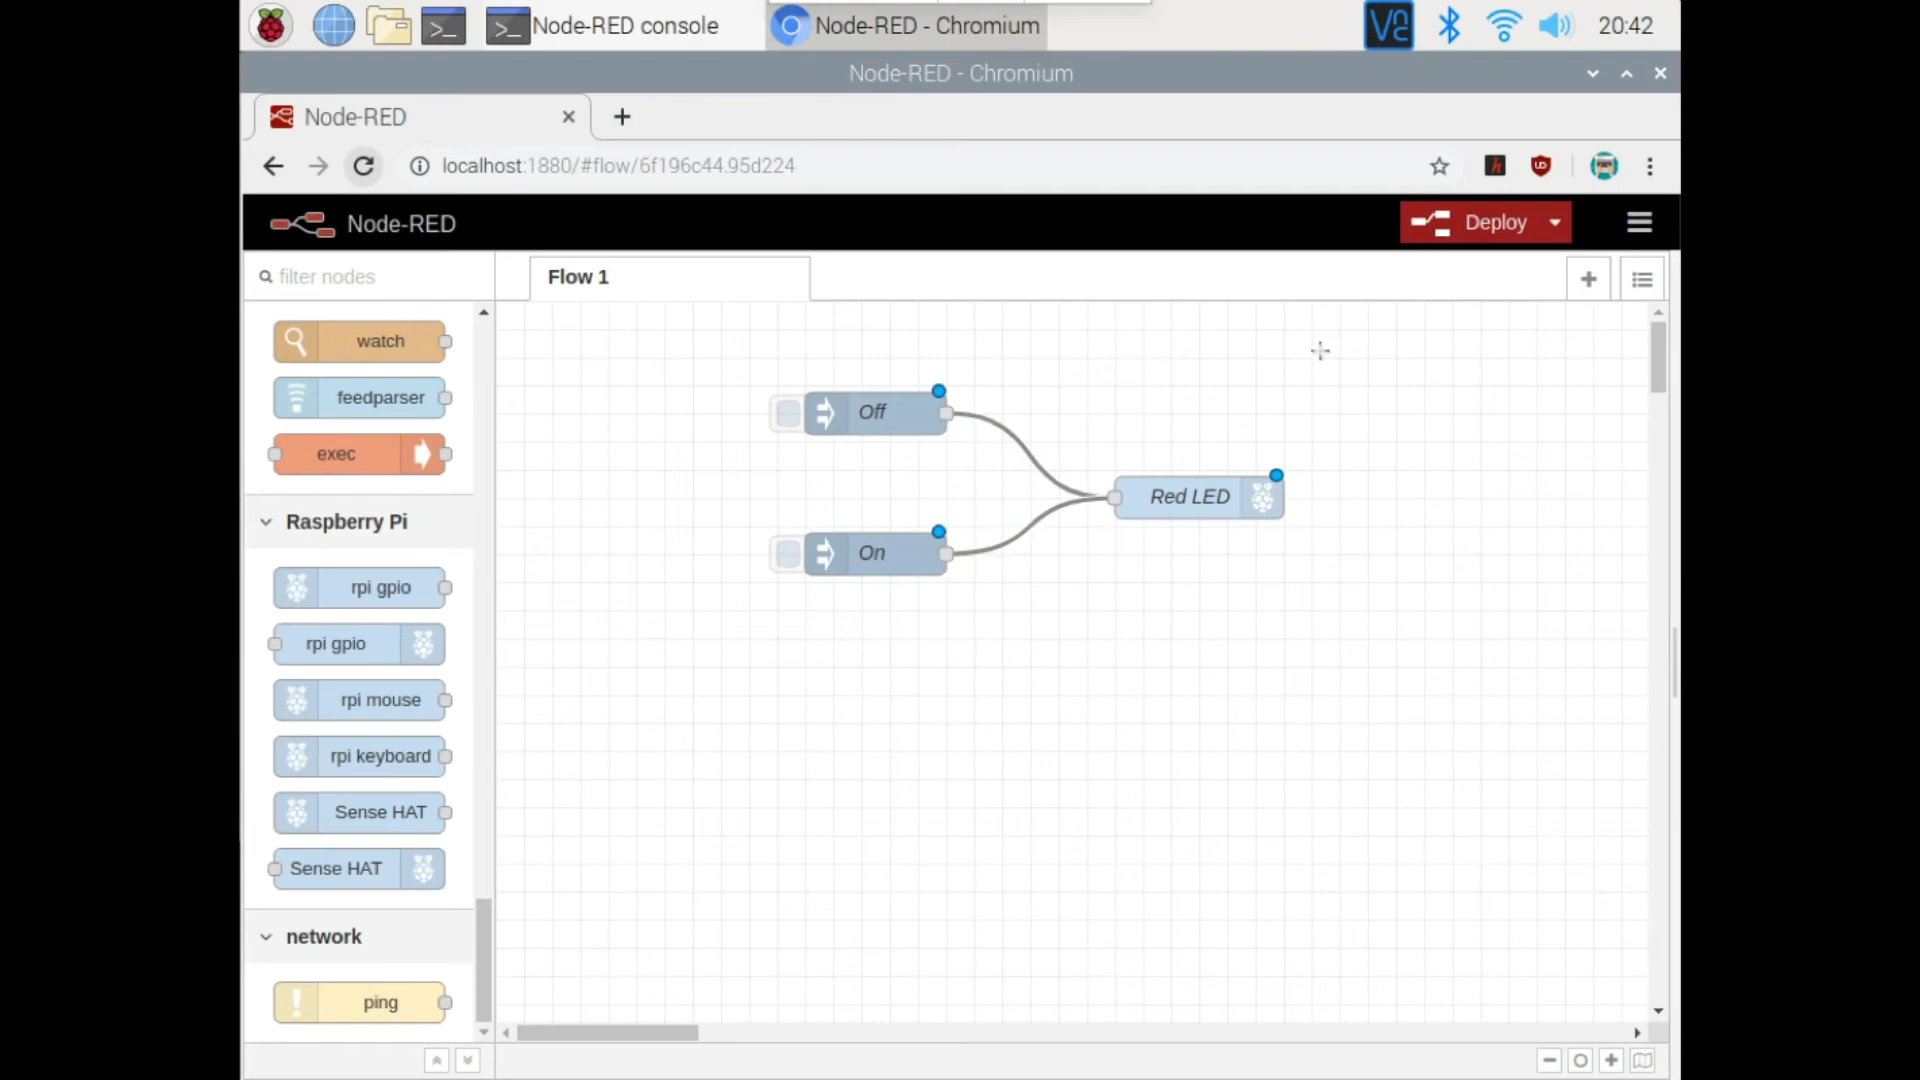 Node-RED console
Node-RED - Chromium
20:42
Node-RED - Chromium
Node-RED
localhost:1880/#flow/6f196c44.95d224
Node-RED
Deploy
filter nodes
Flow 1
watch
feedparser
exec
Raspberry Pi
rpi gpio
rpi gpio
rpi mouse
rpi keyboard
Sense HAT
Sense HAT
network
ping
Off
On
Red LED